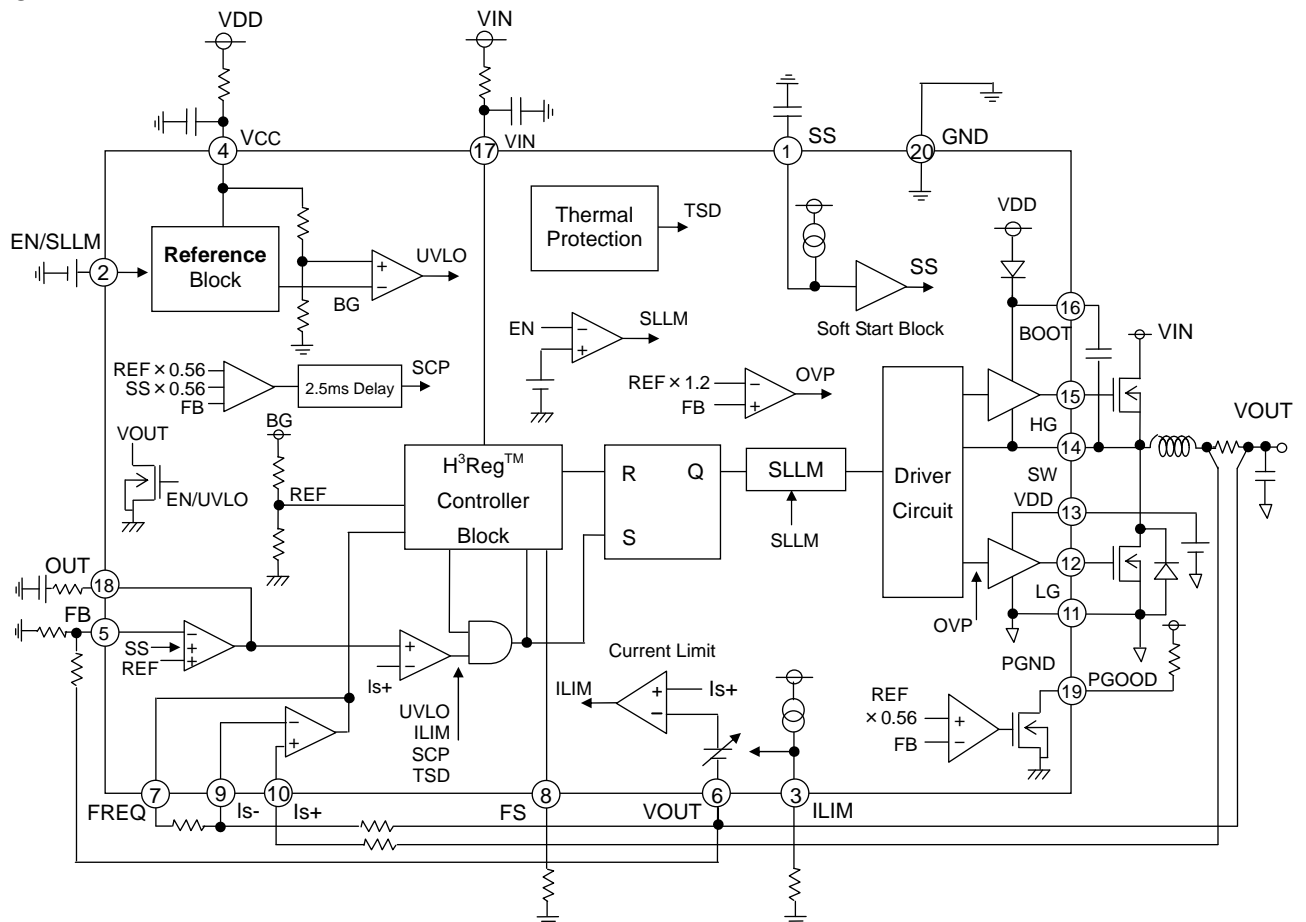 VDD
VIN
VCC
4
VIN
17
SS
1
GND
20
EN/SLLM
2
Reference
Block
BG
+
−
UVLO
Thermal
Protection
TSD
SS
Soft Start Block
VDD
16
BOOT
VIN
EN
−
+
SLLM
REF×0.56
SS×0.56
FB
2.5ms Delay
SCP
REF×1.2
FB
−
+
OVP
15
HG
VOUT
14
SW
VOUT
EN/UVLO
BG
REF
H³Reg™
Controller
Block
R
Q
S
SLLM
SLLM
Driver
Circuit
VDD
13
12
LG
11
OVP
PGND
OUT
18
FB
5
SS
REF
−
+
+
+
−
Is+
UVLO
ILIM
SCP
TSD
Current Limit
ILIM
+
−
Is+
REF
×0.56
FB
+
−
19
PGOOD
−
+
7
FREQ
9
Is-
10
Is+
8
FS
6
VOUT
3
ILIM